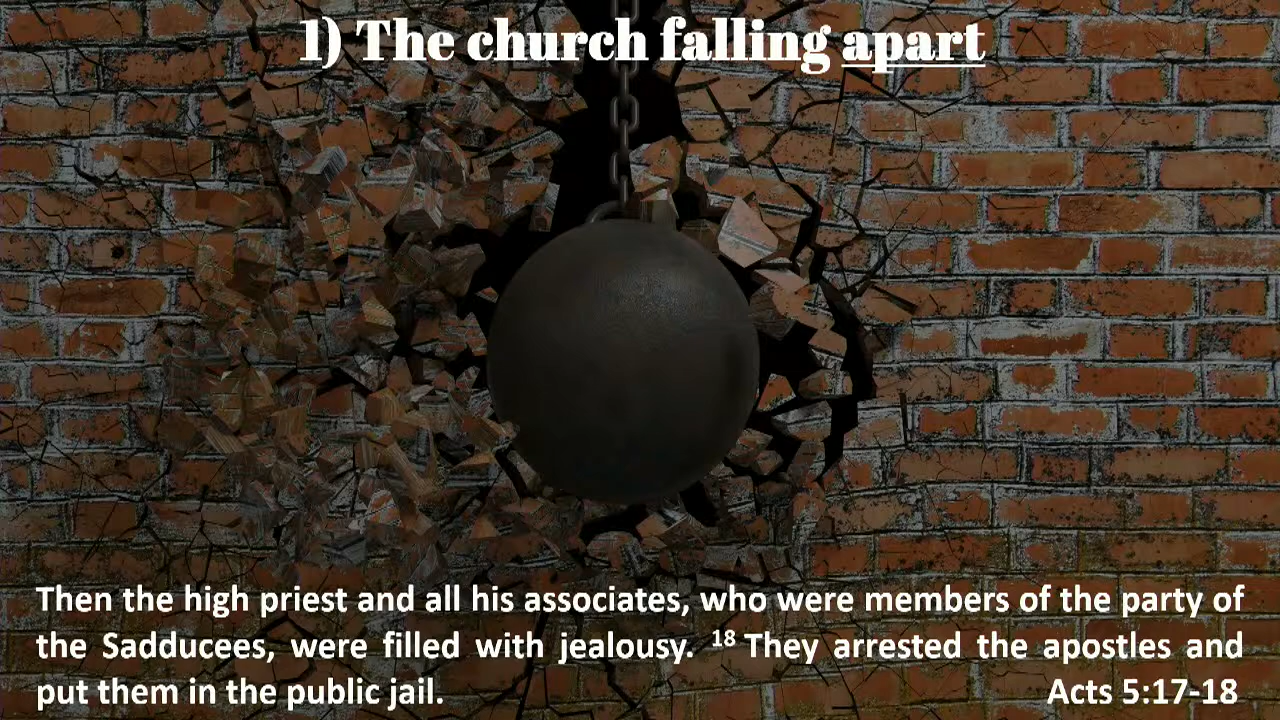 1) The church falling apart
Then the high priest and all his associates, who were members of the party of
the Sadducees, were filled with jealousy. 18 They arrested the apostles and
put them in the public jail. Acts 5:17-18